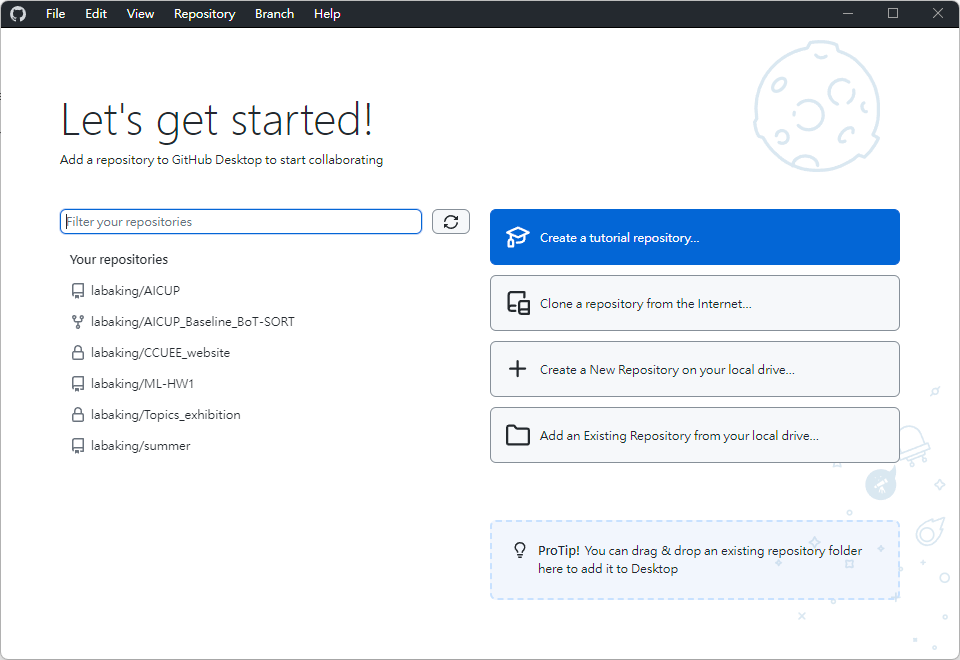 File Edit View Repository Branch Help
Let's get started!
Add a repository to GitHub Desktop to start collaborating
Filter your repositories
Your repositories
labaking/AICUP
labaking/AICUP_Baseline_BoT-SORT
labaking/CCUEE_website
labaking/ML-HW1
labaking/Topics_exhibition
labaking/summer
Create a tutorial repository...
Clone a repository from the Internet...
Create a New Repository on your local drive...
Add an Existing Repository from your local drive...
ProTip! You can drag & drop an existing repository folder
here to add it to Desktop